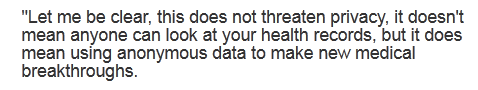 "Let me be clear, this does not threaten privacy, it doesn't
mean anyone can look at your health records, but it does
mean using anonymous data to make new medical
breakthroughs.